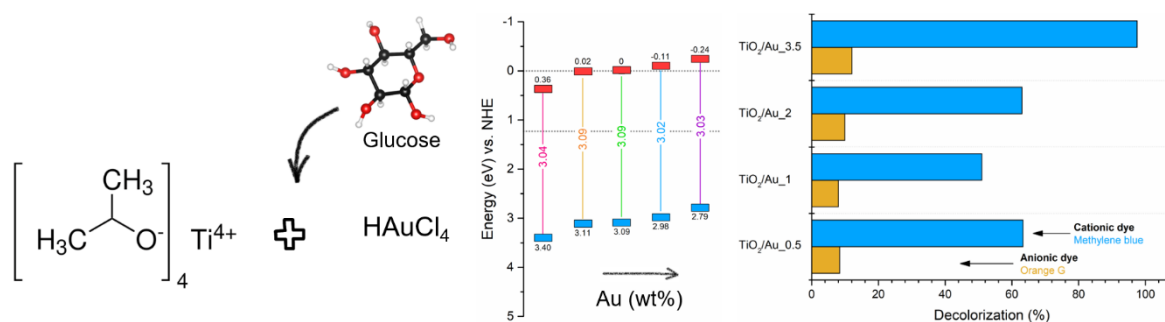 Glucose
CH₃
H₃C
O⁻
4
Ti⁴⁺
HAuCl₄
Energy (eV) vs. NHE
-1
0
1
2
3
4
5
0.36
0.02
0
-0.11
-0.24
3.04
3.09
3.09
3.02
3.03
3.40
3.11
3.09
2.98
2.79
Au (wt%)
TiO₂/Au_3.5
TiO₂/Au_2
TiO₂/Au_1
TiO₂/Au_0.5
Cationic dye
Methylene blue
Anionic dye
Orange G
0 20 40 60 80 100
Decolorization (%)